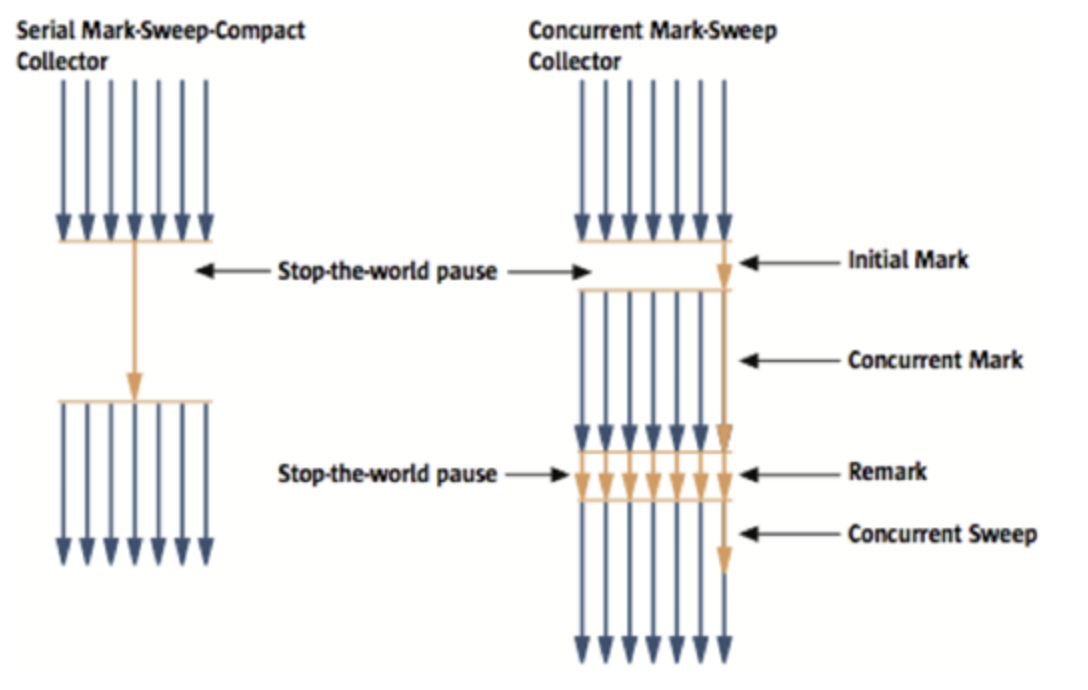 Serial Mark-Sweep-Compact
Collector
Concurrent Mark-Sweep
Collector
Stop-the-world pause
Initial Mark
Concurrent Mark
Stop-the-world pause
Remark
Concurrent Sweep